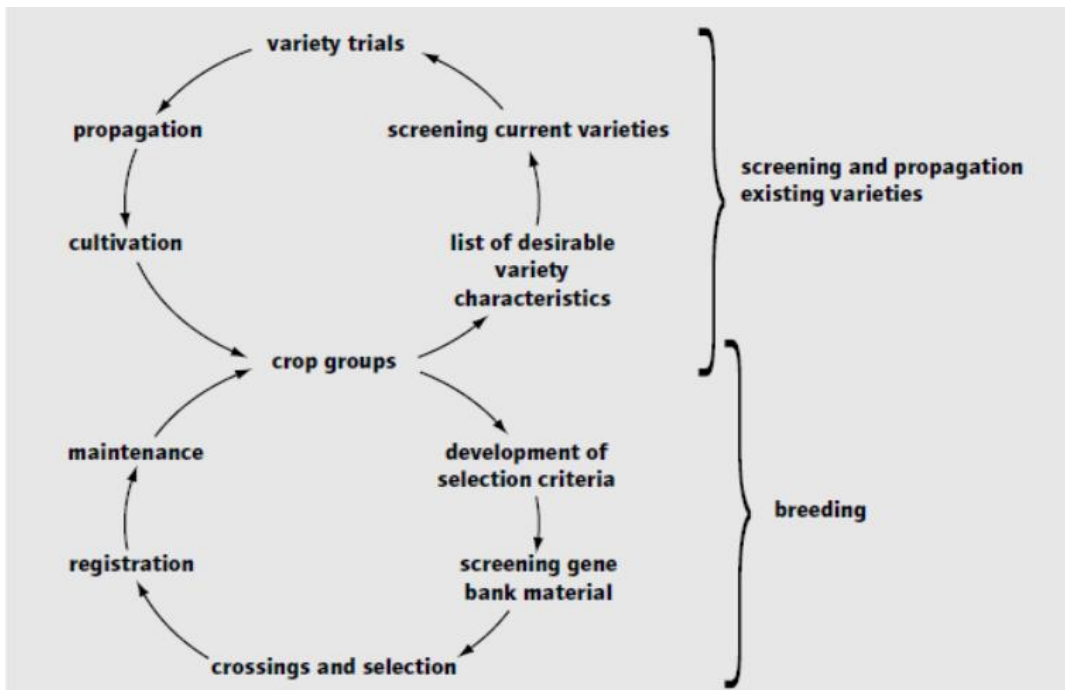 variety trials
propagation
screening current varieties
screening and propagation
existing varieties
cultivation
list of desirable
variety
characteristics
crop groups
maintenance
development of
selection criteria
breeding
registration
screening gene
bank material
crossings and selection